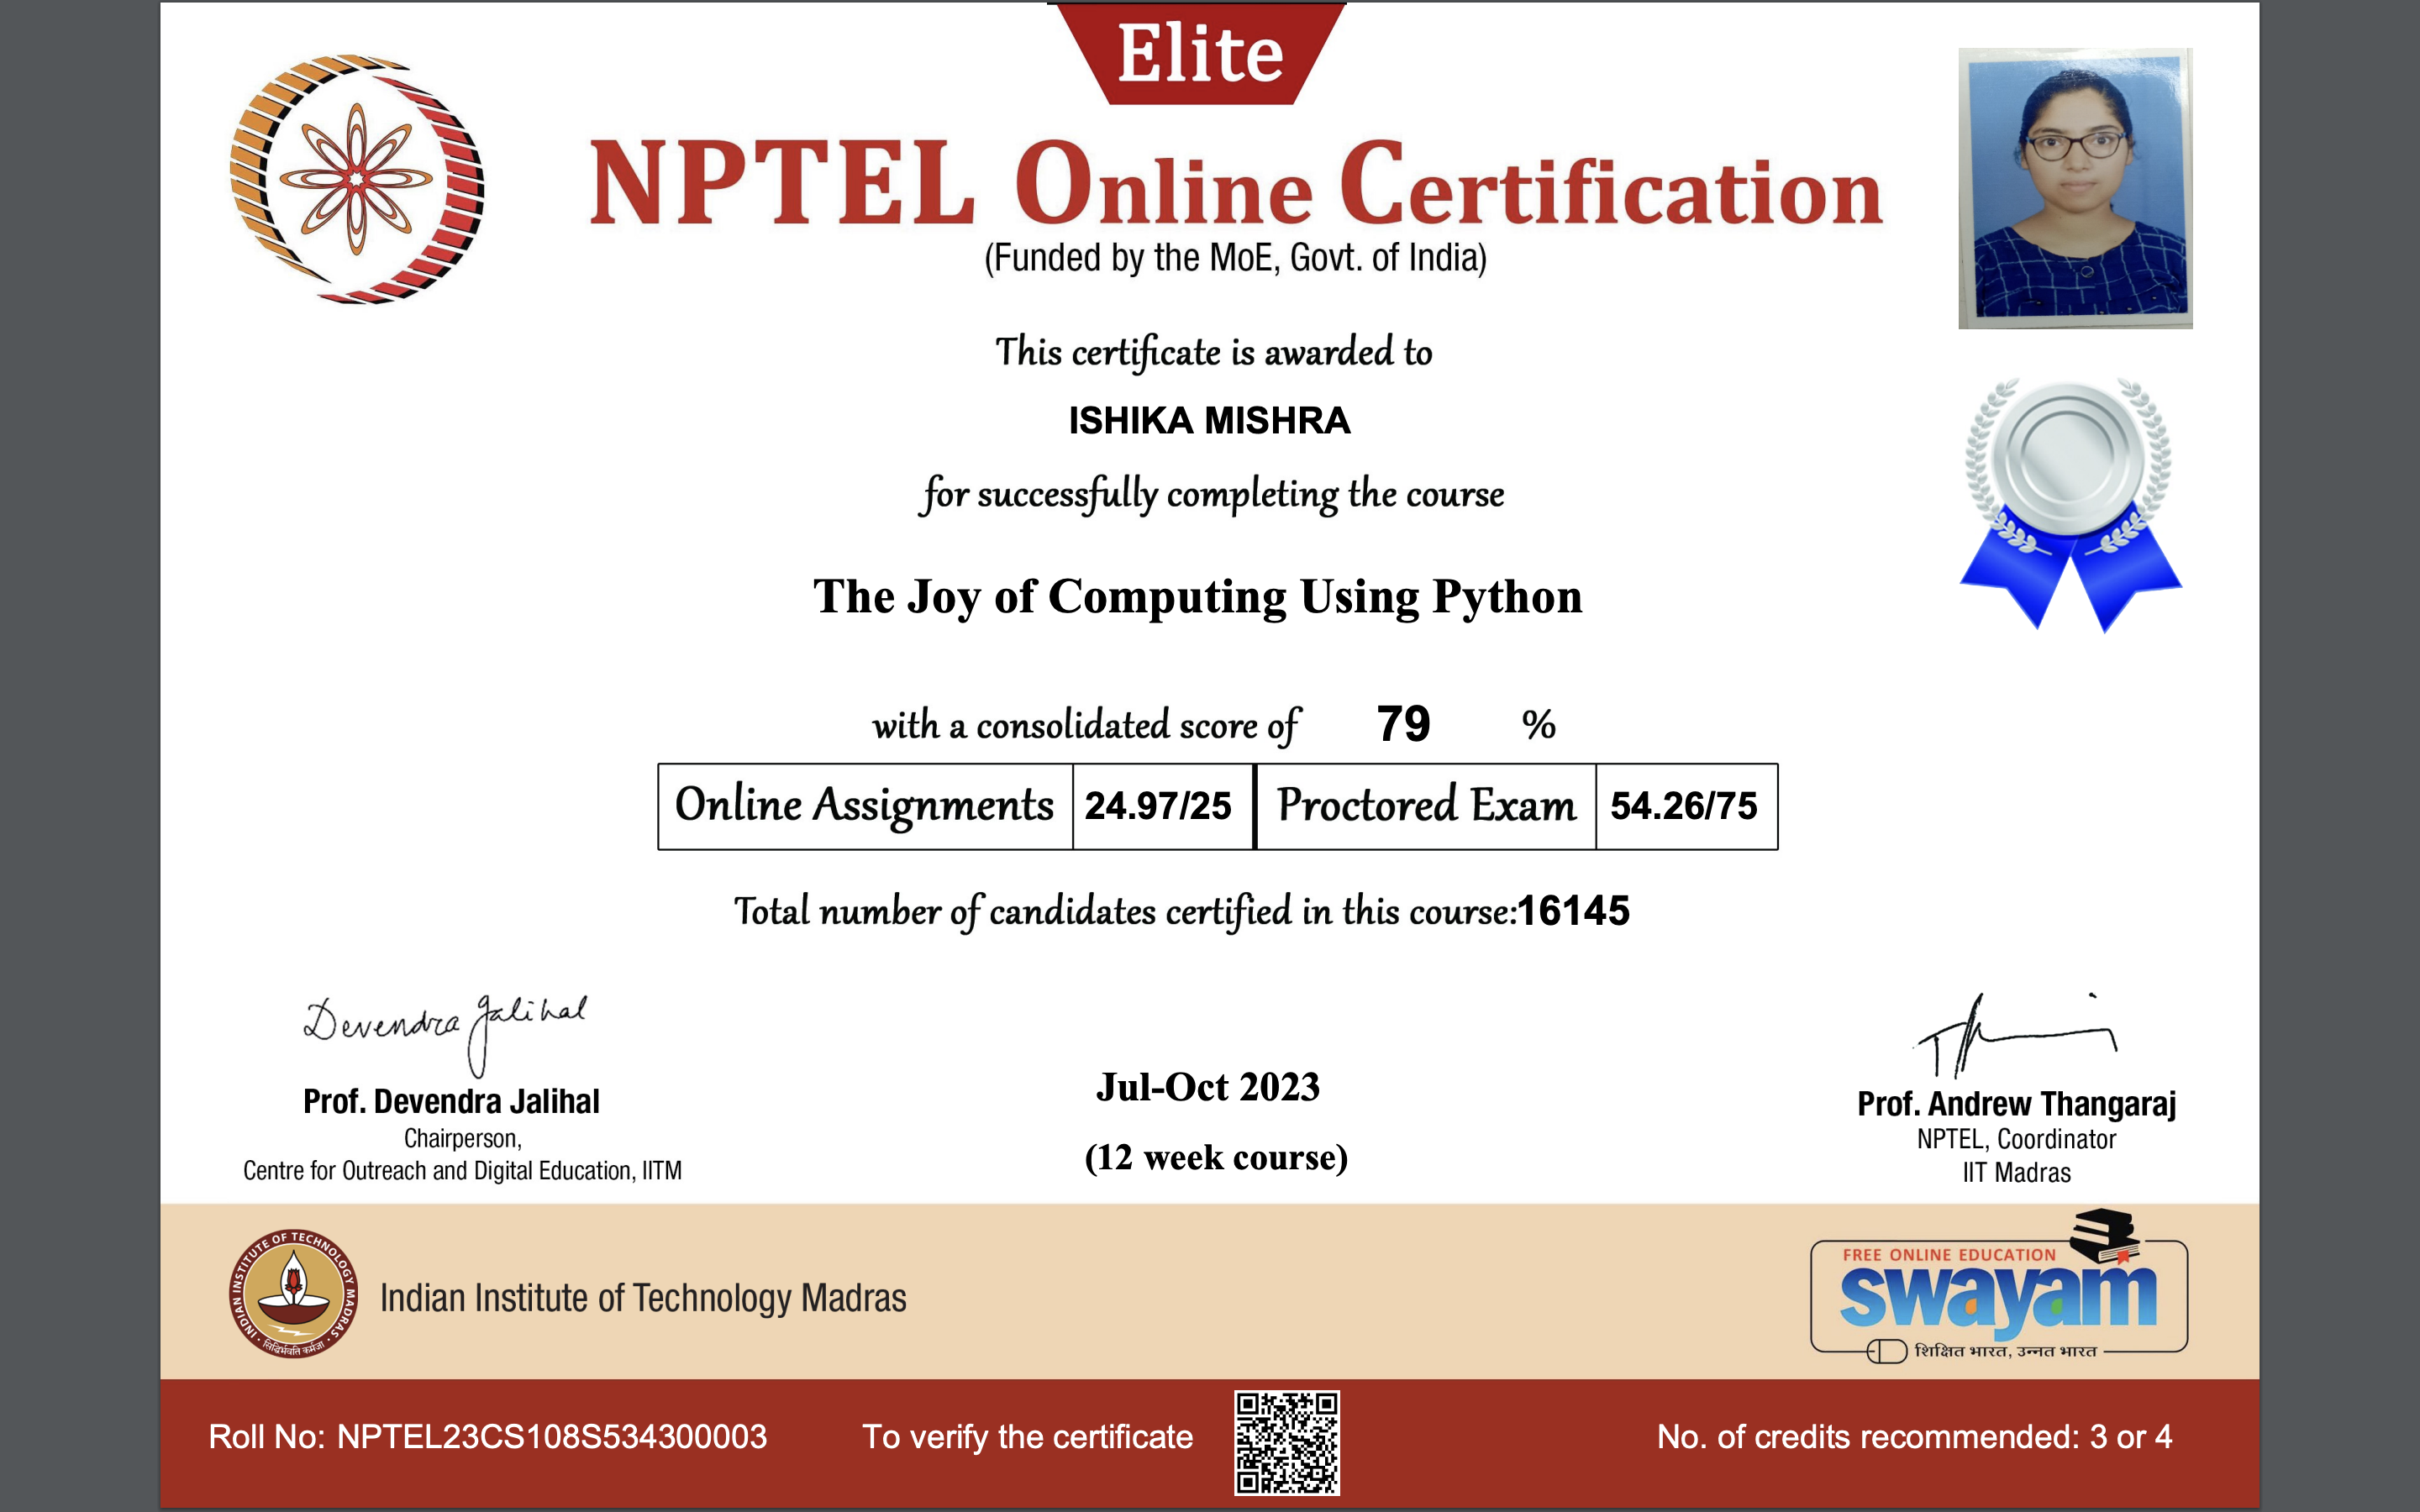 Elite
NPTEL Online Certification
(Funded by the MoE, Govt. of India)
This certificate is awarded to
ISHIKA MISHRA
for successfully completing the course
The Joy of Computing Using Python
with a consolidated score of 79 %
Online Assignments 24.97/25 Proctored Exam 54.26/75
Total number of candidates certified in this course:16145
Devendra Jalihal
Prof. Devendra Jalihal
Chairperson,
Centre for Outreach and Digital Education, IITM
Jul-Oct 2023
(12 week course)
Prof. Andrew Thangaraj
NPTEL, Coordinator
IIT Madras
INDIAN INSTITUTE OF TECHNOLOGY MADRAS
सिद्धिर्भवति कर्मजा
Indian Institute of Technology Madras
FREE ONLINE EDUCATION
swayam
शिक्षित भारत, उन्नत भारत
Roll No: NPTEL23CS108S534300003
To verify the certificate
No. of credits recommended: 3 or 4